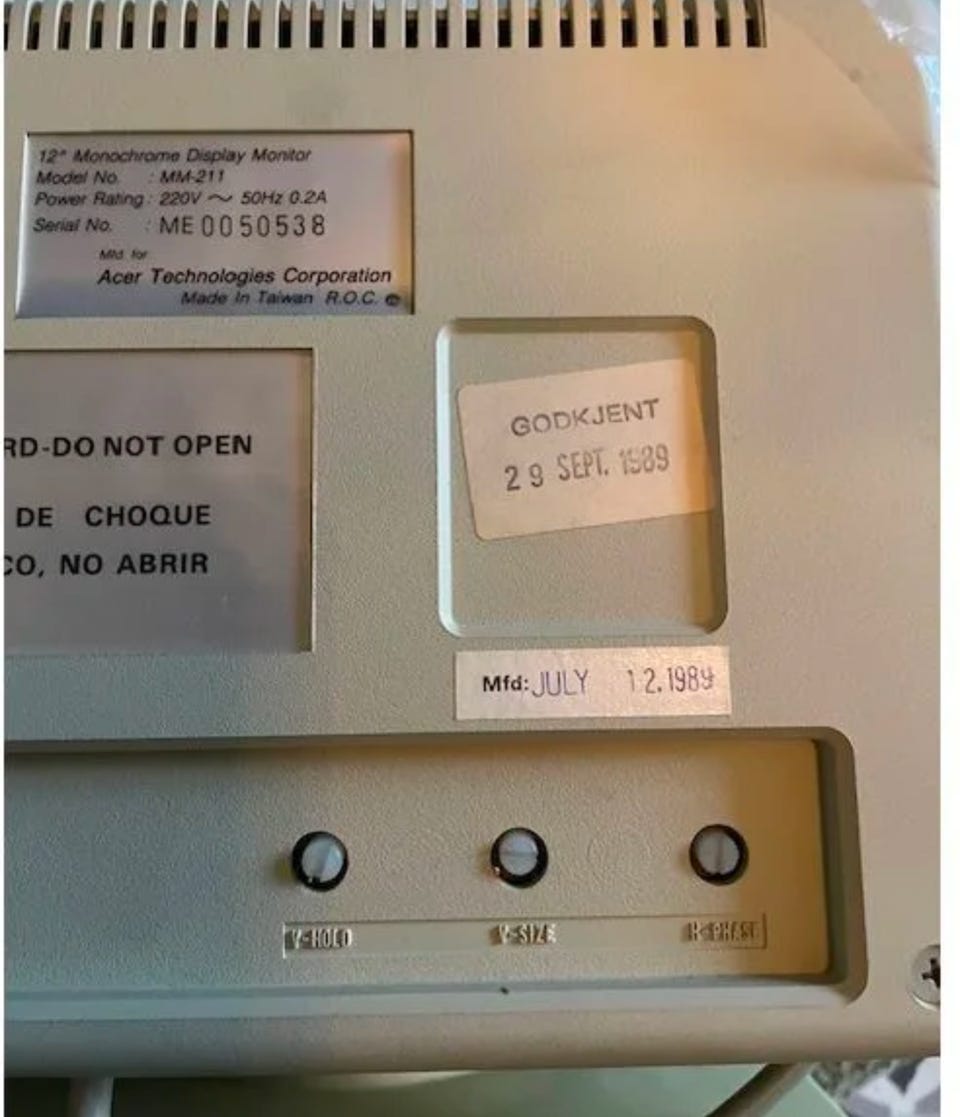 12" Monochrome Display Monitor
Model No. : MM-211
Power Rating : 220V ～ 50Hz 0.2A
Serial No. : ME 0050538
Mfd for
Acer Technologies Corporation
Made In Taiwan R.O.C.
RD-DO NOT OPEN
DE CHOQUE
CO, NO ABRIR
GODKJENT
29 SEPT. 1989
Mfd: JULY 12.1989
V-HOLD V-SIZE H-PHASE